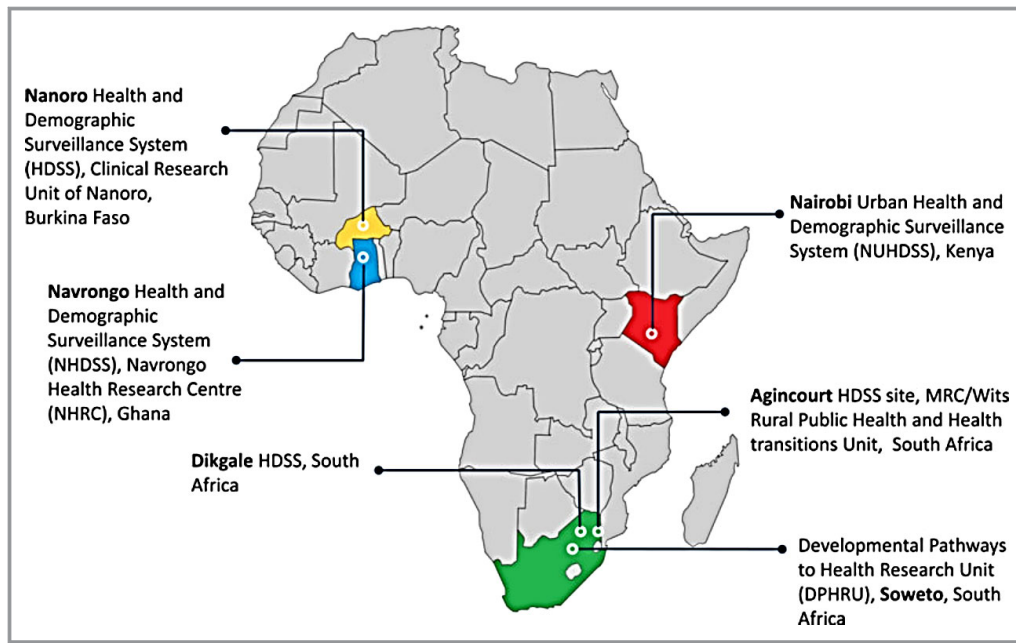 Nanoro Health and
Demographic
Surveillance System
(HDSS), Clinical Research
Unit of Nanoro,
Burkina Faso
Nairobi Urban Health and
Demographic Surveillance
System (NUHDSS), Kenya
Navrongo Health and
Demographic
Surveillance System
(NHDSS), Navrongo
Health Research Centre
(NHRC), Ghana
Agincourt HDSS site, MRC/Wits
Rural Public Health and Health
transitions Unit, South Africa
Dikgale HDSS, South
Africa
Developmental Pathways
to Health Research Unit
(DPHRU), Soweto, South
Africa